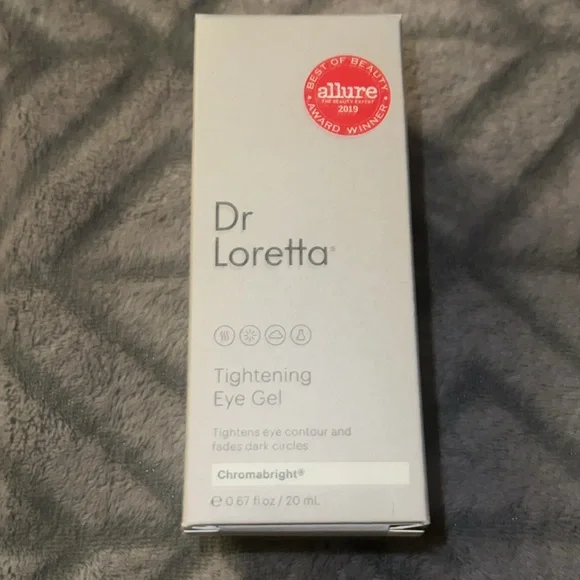 BEST OF BEAUTY
allure
THE BEAUTY EXPERT
2019
AWARD WINNER
Dr
Loretta®
Tightening
Eye Gel
Tightens eye contour and
fades dark circles
Chromabright®
℮ 0.67 fl oz / 20 mL